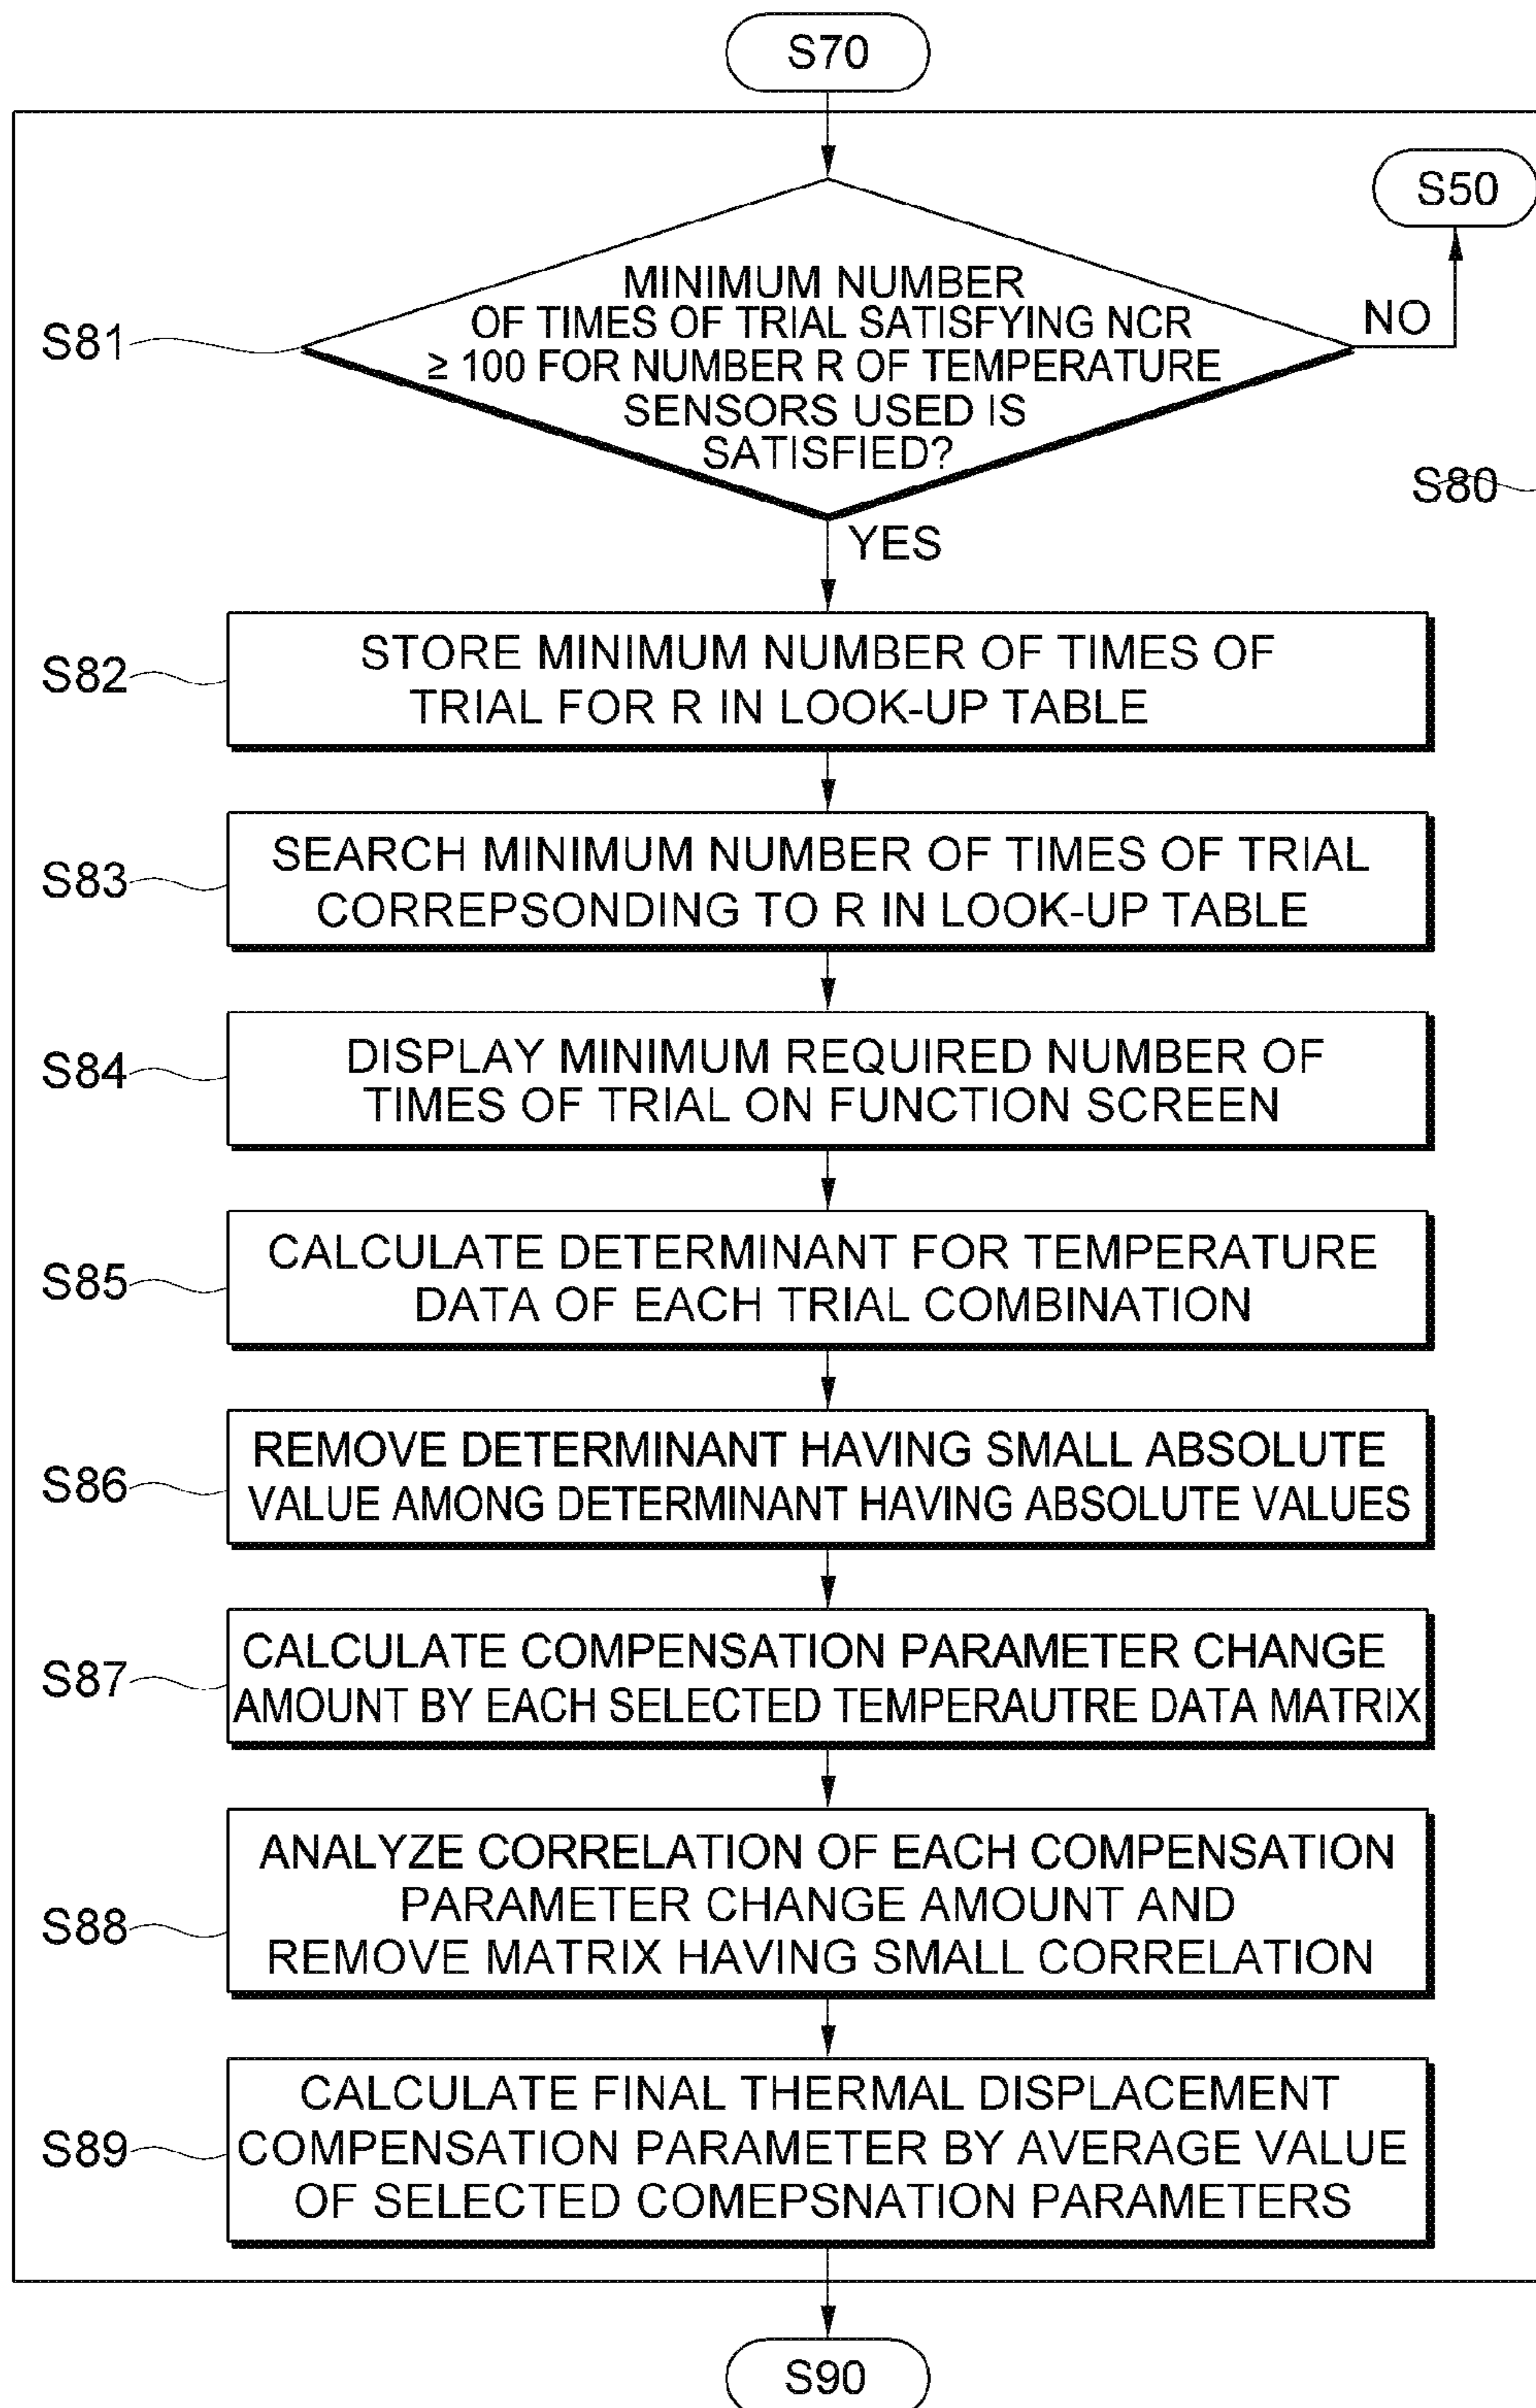 S70
S50
S81
MINIMUM NUMBER
OF TIMES OF TRIAL SATISFYING NCR
≥ 100 FOR NUMBER R OF TEMPERATURE
SENSORS USED IS
SATISFIED?
NO
S80
YES
S82
STORE MINIMUM NUMBER OF TIMES OF
TRIAL FOR R IN LOOK-UP TABLE
S83
SEARCH MINIMUM NUMBER OF TIMES OF TRIAL
CORREPSONDING TO R IN LOOK-UP TABLE
S84
DISPLAY MINIMUM REQUIRED NUMBER OF
TIMES OF TRIAL ON FUNCTION SCREEN
S85
CALCULATE DETERMINANT FOR TEMPERATURE
DATA OF EACH TRIAL COMBINATION
S86
REMOVE DETERMINANT HAVING SMALL ABSOLUTE
VALUE AMONG DETERMINANT HAVING ABSOLUTE VALUES
S87
CALCULATE COMPENSATION PARAMETER CHANGE
AMOUNT BY EACH SELECTED TEMPERAUTRE DATA MATRIX
S88
ANALYZE CORRELATION OF EACH COMPENSATION
PARAMETER CHANGE AMOUNT AND
REMOVE MATRIX HAVING SMALL CORRELATION
S89
CALCULATE FINAL THERMAL DISPLACEMENT
COMPENSATION PARAMETER BY AVERAGE VALUE
OF SELECTED COMEPSNATION PARAMETERS
S90